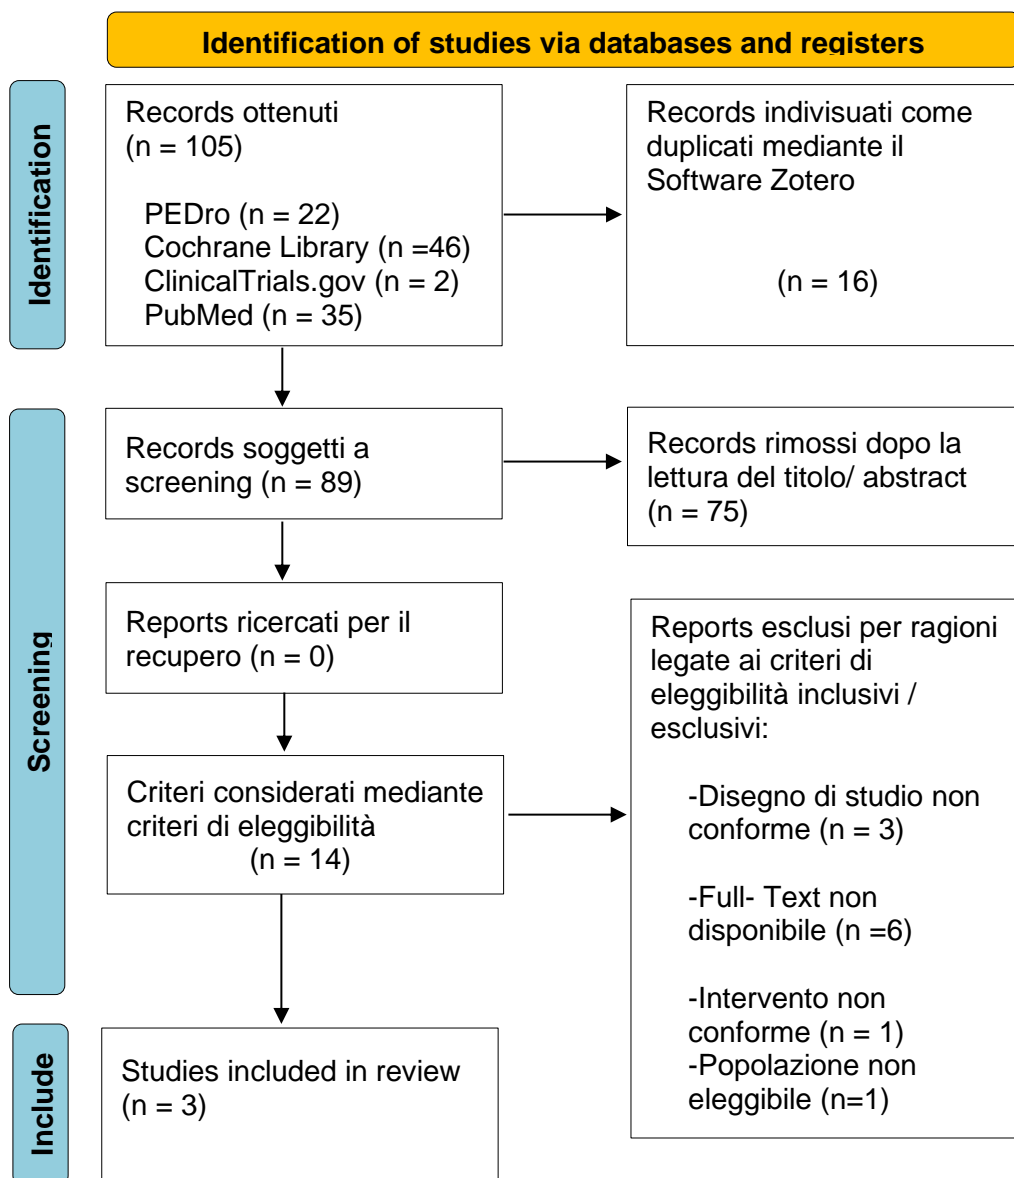 Identification of studies via databases and registers
Identification
Records ottenuti
(n = 105)
PEDro (n = 22)
Cochrane Library (n =46)
ClinicalTrials.gov (n = 2)
PubMed (n = 35)
Records indivisuati come
duplicati mediante il
Software Zotero
(n = 16)
Screening
Records soggetti a
screening (n = 89)
Records rimossi dopo la
lettura del titolo/ abstract
(n = 75)
Reports ricercati per il
recupero (n = 0)
Criteri considerati mediante
criteri di eleggibilità
(n = 14)
Reports esclusi per ragioni
legate ai criteri di
eleggibilità inclusivi /
esclusivi:
-Disegno di studio non
conforme (n = 3)
-Full- Text non
disponibile (n =6)
-Intervento non
conforme (n = 1)
-Popolazione non
eleggibile (n=1)
Include
Studies included in review
(n = 3)